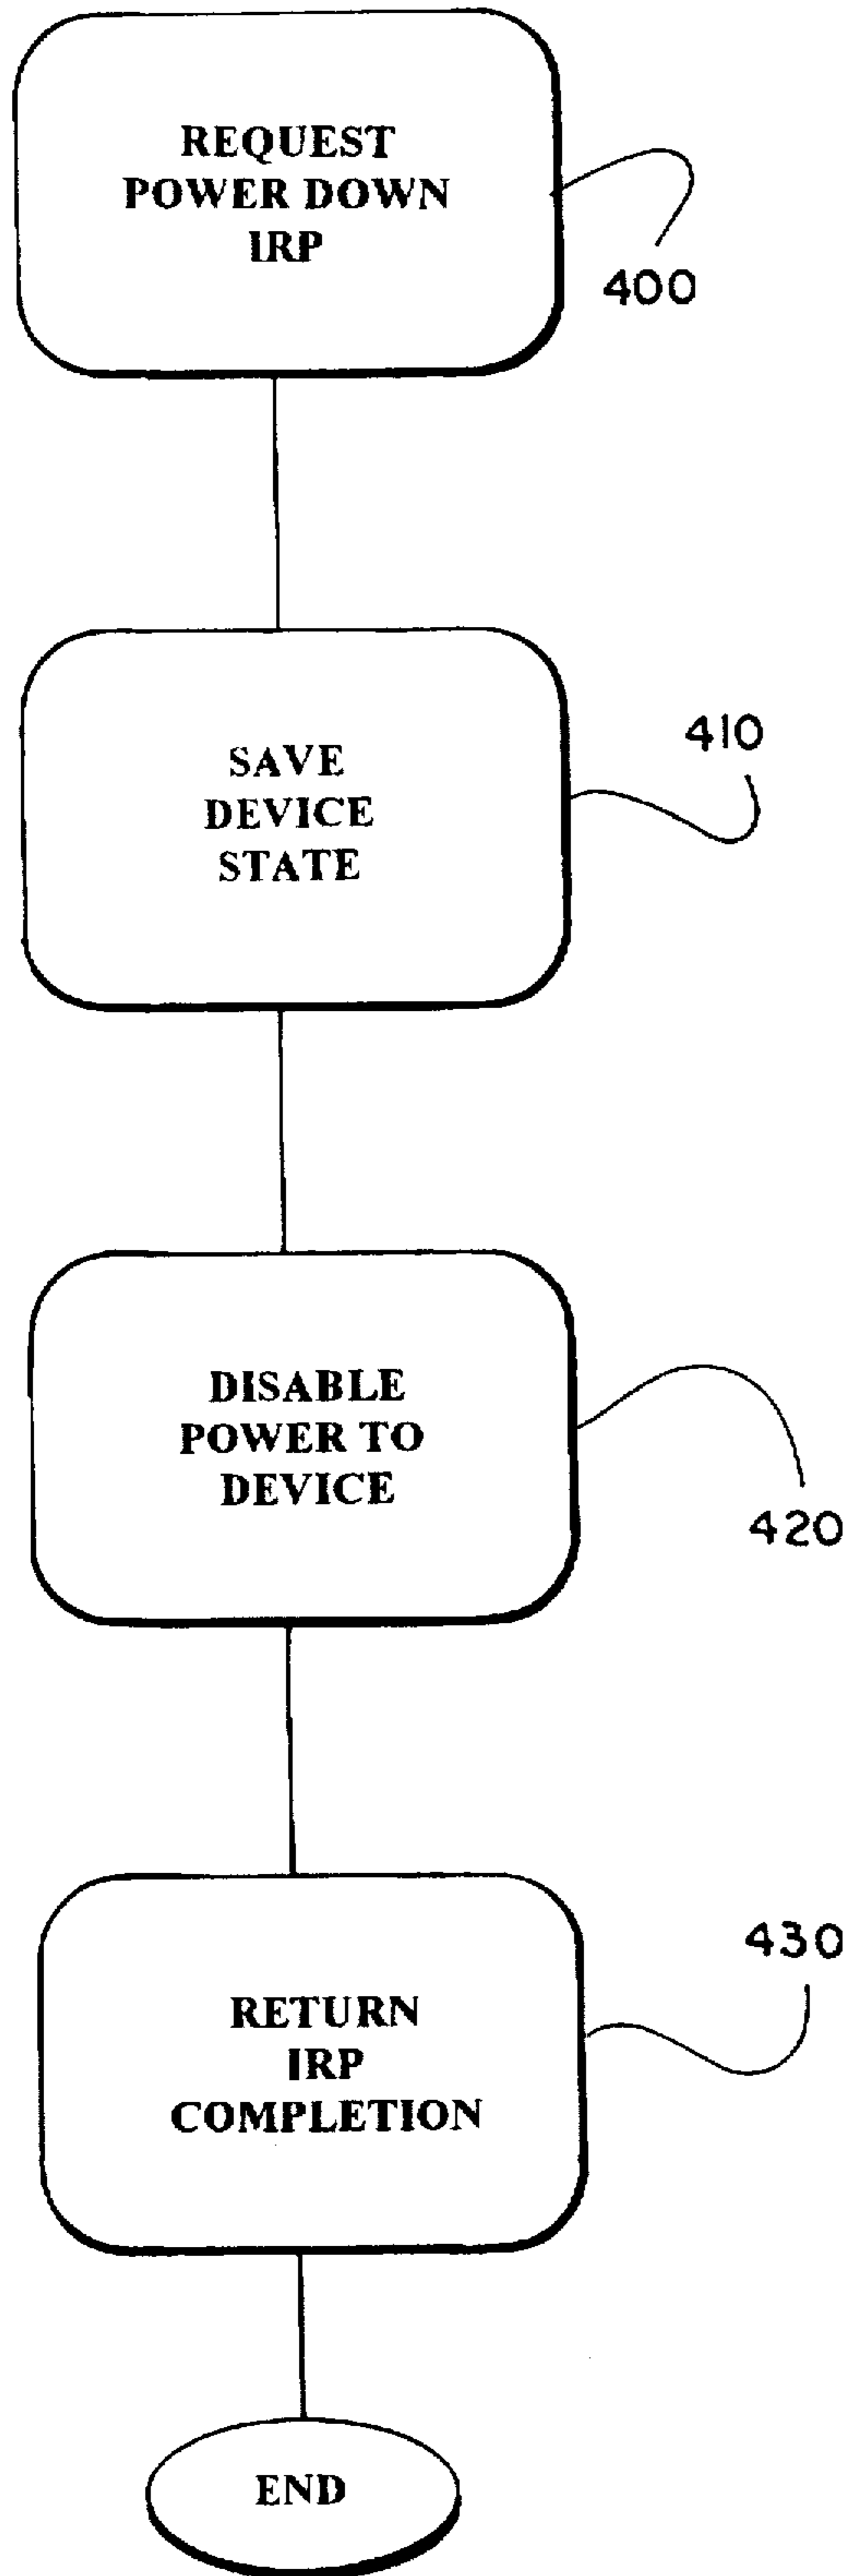 REQUEST
POWER DOWN
IRP
400
SAVE
DEVICE
STATE
410
DISABLE
POWER TO
DEVICE
420
RETURN
IRP
COMPLETION
430
END